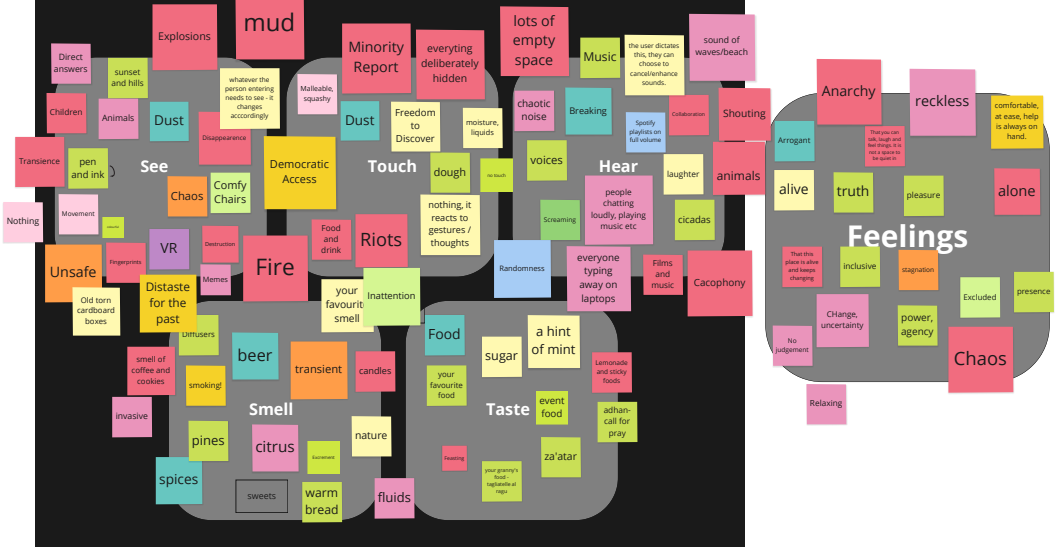 Explosions
mud
lots of
empty
space
sound of
waves/beach
Direct
answers
sunset
and hills
whatever the
person entering
needs to see - it
changes
acccordingly
Minority
Report
everyting
deliberately
hidden
Music
the user dictates
this, they can
choose to
cancel/enhance
sounds.
Children
Animals
Dust
Disappearence
Malleable,
squashy
Dust
Freedom
to
Discover
moisture,
liquids
chaotic
noise
Breaking
Spotify
playlists on
full volume
Collaboration
Shouting
Transience
pen
and ink
See
Democratic
Access
Touch
dough
no touch
voices
Hear
laughter
animals
Nothing
Movement
Chaos
Comfy
Chairs
nothing, it
reacts to
gestures /
thoughts
Screaming
people
chatting
loudly, playing
music etc
cicadas
VR
Destruction
Food
and
drink
Riots
Unsafe
Fingerprints
Memes
Fire
Randomness
everyone
typing
away on
laptops
Films
and
music
Cacophony
Old torn
cardboard
boxes
Distaste
for the
past
your
favourit
smell
Inattention
Diffusers
beer
transient
candles
smell of
coffee and
cookies
smoking!
invasive
Smell
nature
pines
citrus
Excrement
spices
sweets
warm
bread
fluids
Food
sugar
a hint
of mint
Lemonade
and sticky
foods
your
favourite
food
Taste
event
food
adhan-
call for
pray
Feasting
za'atar
your granny's
food -
tagliatelle al
ragu
Anarchy
reckless
comfortable,
at ease, help
is always on
hand.
Arrogant
That you can
talk, laugh and
feel things. It is
not a space to
be quiet in
alive
truth
pleasure
alone
Feelings
That this
place is alive
and keeps
changing
inclusive
stagnation
Excluded
presence
CHange,
uncertainty
power,
agency
No
judgement
Chaos
Relaxing